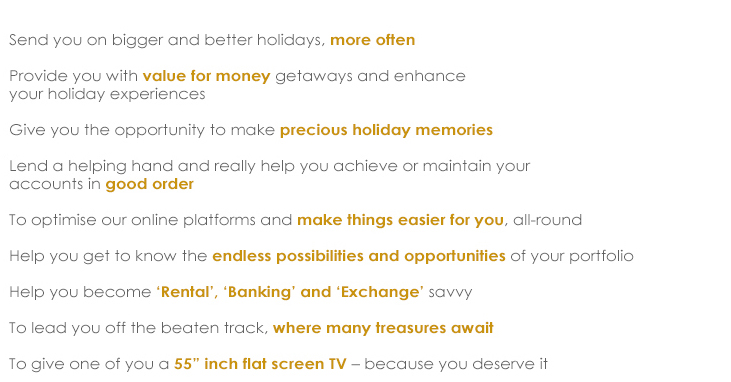 Send you on bigger and better holidays, more often
Provide you with value for money getaways and enhance
your holiday experiences
Give you the opportunity to make precious holiday memories
Lend a helping hand and really help you achieve or maintain your
accounts in good order
To optimise our online platforms and make things easier for you, all-round
Help you get to know the endless possibilities and opportunities of your portfolio
Help you become ‘Rental’, ‘Banking’ and ‘Exchange’ savvy
To lead you off the beaten track, where many treasures await
To give one of you a 55” inch flat screen TV – because you deserve it